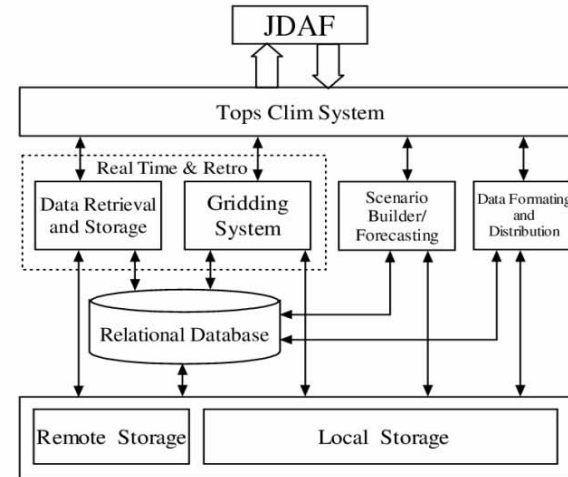 JDAF
Tops Clim System
Real Time & Retro
Data Retrieval
and Storage
Gridding
System
Scenario
Builder/
Forecasting
Data Formating
and
Distribution
Relational Database
Remote Storage
Local Storage